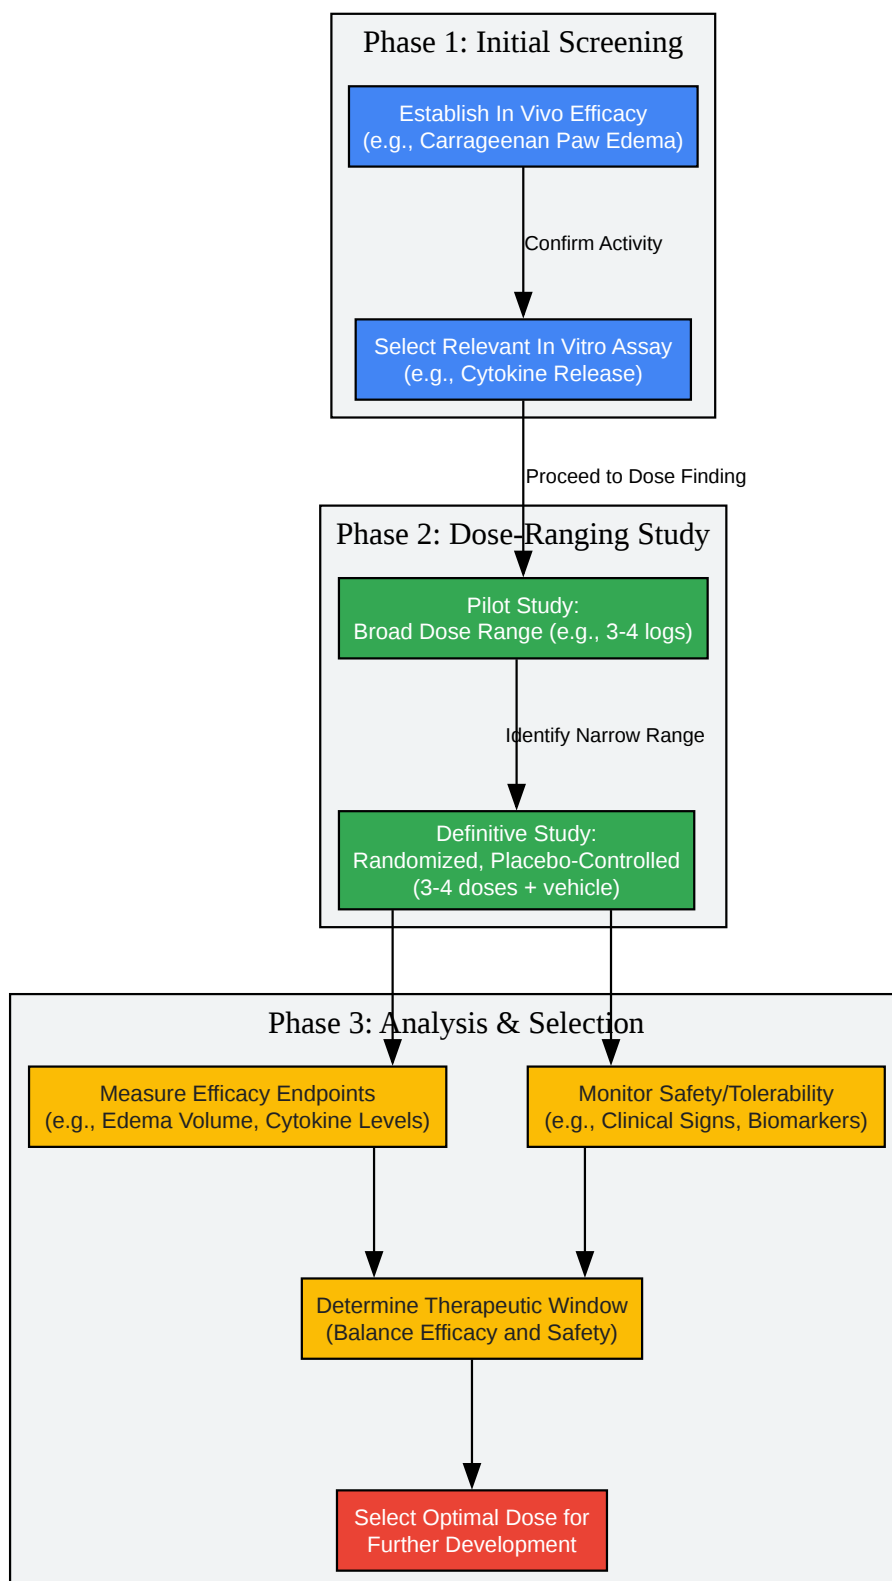 Phase 1: Initial Screening
Establish In Vivo Efficacy
(e.g., Carrageenan Paw Edema)
Confirm Activity
Select Relevant In Vitro Assay
(e.g., Cytokine Release)
Proceed to Dose Finding
Phase 2: Dose-Ranging Study
Pilot Study:
Broad Dose Range (e.g., 3-4 logs)
Identify Narrow Range
Definitive Study:
Randomized, Placebo-Controlled
(3-4 doses + vehicle)
Phase 3: Analysis & Selection
Measure Efficacy Endpoints
(e.g., Edema Volume, Cytokine Levels)
Monitor Safety/Tolerability
(e.g., Clinical Signs, Biomarkers)
Determine Therapeutic Window
(Balance Efficacy and Safety)
Select Optimal Dose for
Further Development